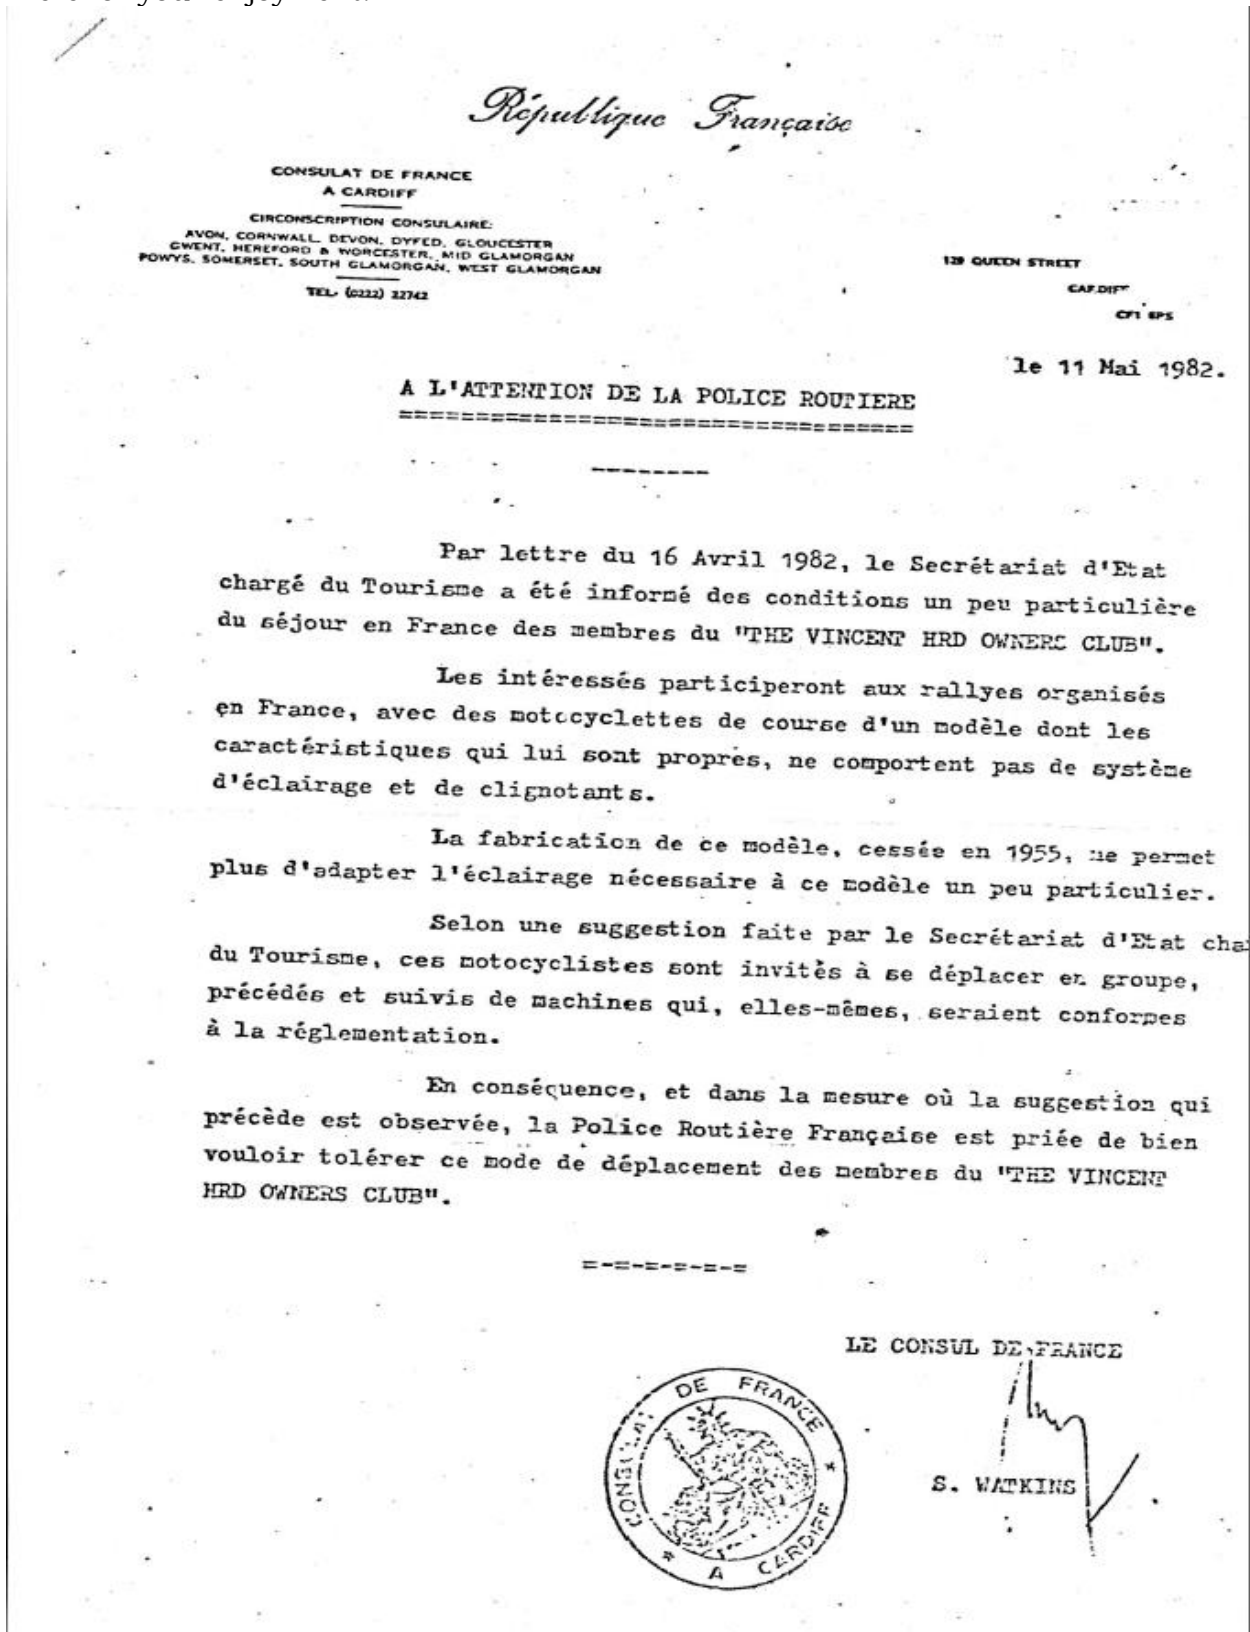 République Française
CONSULAT DE FRANCE
A CARDIFF
CIRCONSCRIPTION CONSULAIRE:
AVON, CORNWALL, DEVON, DYFED, GLOUCESTER
GWENT, HEREFORD & WORCESTER, MID GLAMORGAN
POWYS, SOMERSET, SOUTH GLAMORGAN, WEST GLAMORGAN
TEL. (0222) 22742
129 QUEEN STREET
CARDIFF
CF1
le 11 Mai 1982.
A L'ATTENTION DE LA POLICE ROUTIERE
Par lettre du 16 Avril 1982, le Secrétariat d'Etat
chargé du Tourisme a été informé des conditions un peu particulière
du séjour en France des membres du "THE VINCENT HRD OWNERS CLUB".
Les intéressés participeront aux rallyes organisés
en France, avec des motocyclettes de course d'un modèle dont les
caractéristiques qui lui sont propres, ne comportent pas de système
d'éclairage et de clignotants.
La fabrication de ce modèle, cessée en 1955, ne permet
plus d'adapter l'éclairage nécessaire à ce modèle un peu particulier.
Selon une suggestion faite par le Secrétariat d'Etat
du Tourisme, ces motocyclistes sont invités à se déplacer en groupe,
précédés et suivis de machines qui, elles-mêmes, seraient conformes
à la réglementation.
En conséquence, et dans la mesure où la suggestion qui
précède est observée, la Police Routière Française est priée de bien
vouloir tolérer ce mode de déplacement des membres du "THE VINCENT
HRD OWNERS CLUB".
LE CONSUL DE FRANCE
CONSULAT DE FRANCE * A CARDIFF *
S. WATKINS